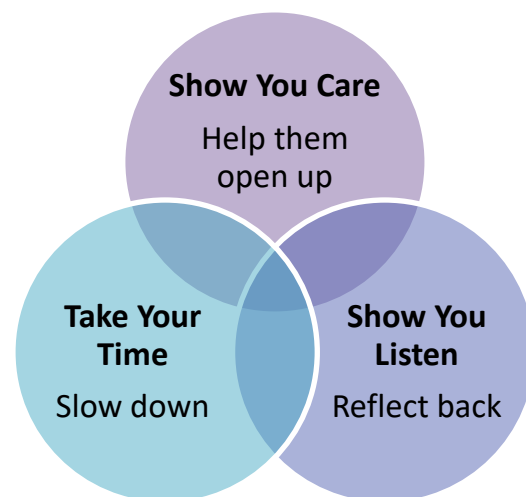 Show You Care
Help them
open up
Take Your
Time
Slow down
Show You
Listen
Reflect back